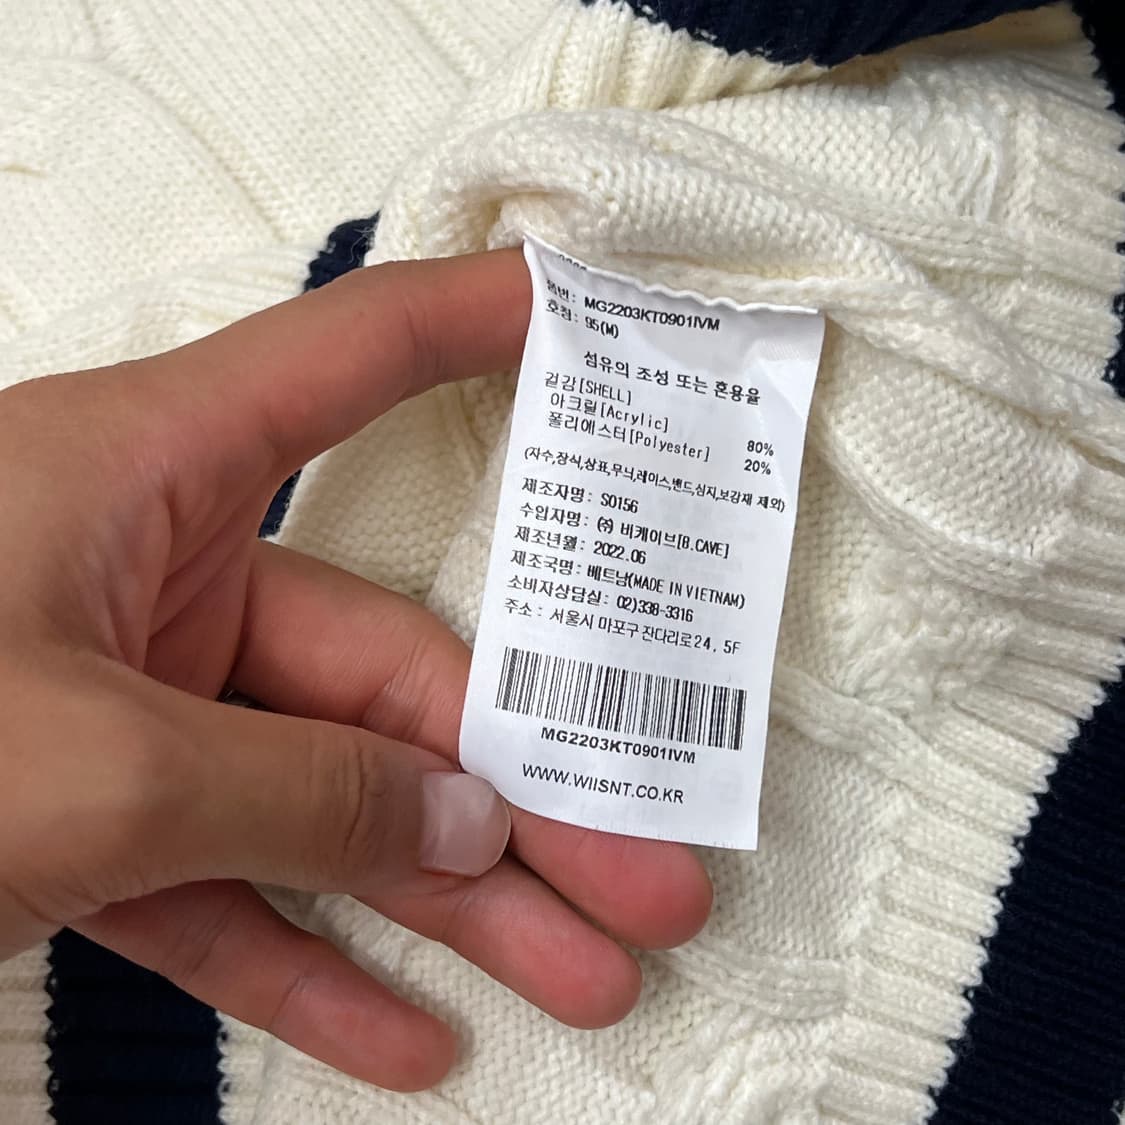 품번: MG2203KT0901IVM
호칭: 95(M)
섬유의 조성 또는 혼용율
겉감[SHELL]
아크릴[Acrylic] 80%
폴리에스터[Polyester] 20%
(자수,장식,상표,무늬,레이스,밴드,심지,보강재 제외)
제조자명: S0156
수입자명: ㈜ 비케이브[B.CAVE]
제조년월: 2022.06
제조국명: 베트남(MADE IN VIETNAM)
소비자상담실: 02)338-3316
주소: 서울시 마포구 잔다리로24, 5F
MG2203KT0901IVM
WWW.WIISNT.CO.KR